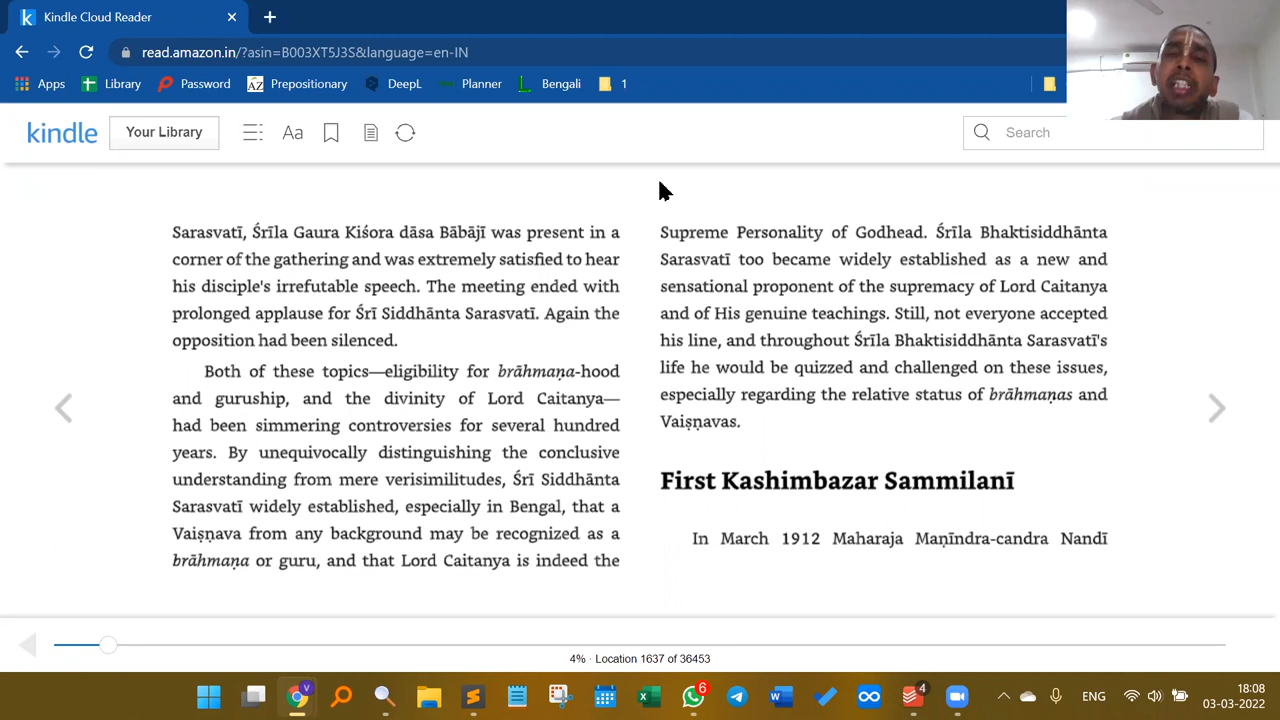 Kindle Cloud Reader
read.amazon.in/?asin=B003XT5J3S&language=en-IN
Apps Library Password AZ Prepositionary DeepL Planner Bengali 1
kindle Your Library Aa Search
Sarasvatī, Śrīla Gaura Kiśora dāsa Bābājī was present in a
corner of the gathering and was extremely satisfied to hear
his disciple's irrefutable speech. The meeting ended with
prolonged applause for Śrī Siddhānta Sarasvatī. Again the
opposition had been silenced.
Both of these topics—eligibility for brāhmaṇa-hood
and guruship, and the divinity of Lord Caitanya—
had been simmering controversies for several hundred
years. By unequivocally distinguishing the conclusive
understanding from mere verisimilitudes, Śrī Siddhānta
Sarasvatī widely established, especially in Bengal, that a
Vaiṣṇava from any background may be recognized as a
brāhmaṇa or guru, and that Lord Caitanya is indeed the
Supreme Personality of Godhead. Śrīla Bhaktisiddhānta
Sarasvatī too became widely established as a new and
sensational proponent of the supremacy of Lord Caitanya
and of His genuine teachings. Still, not everyone accepted
his line, and throughout Śrīla Bhaktisiddhānta Sarasvatī's
life he would be quizzed and challenged on these issues,
especially regarding the relative status of brāhmaṇas and
Vaiṣṇavas.
First Kashimbazar Sammilanī
In March 1912 Maharaja Maṇīndra-candra Nandī
4% · Location 1637 of 36453
6 4 ENG 18:08
03-03-2022